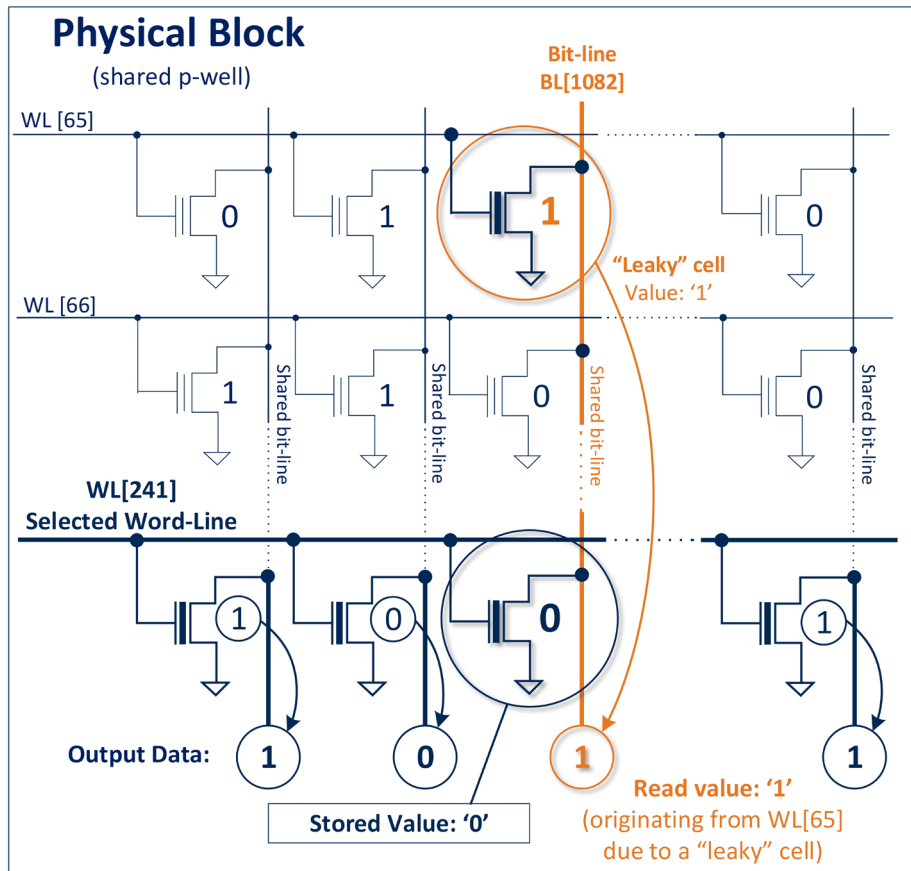 Physical Block
(shared p-well)
Bit-line
BL[1082]
WL [65]
0
1
1
0
"Leaky" cell
Value: '1'
WL [66]
1
1
0
0
Shared bit-line
Shared bit-line
Shared bit-line
Shared bit-line
WL[241]
Selected Word-Line
1
0
0
1
Output Data:
1
0
1
1
Stored Value: '0'
Read value: '1'
(originating from WL[65]
due to a "leaky" cell)